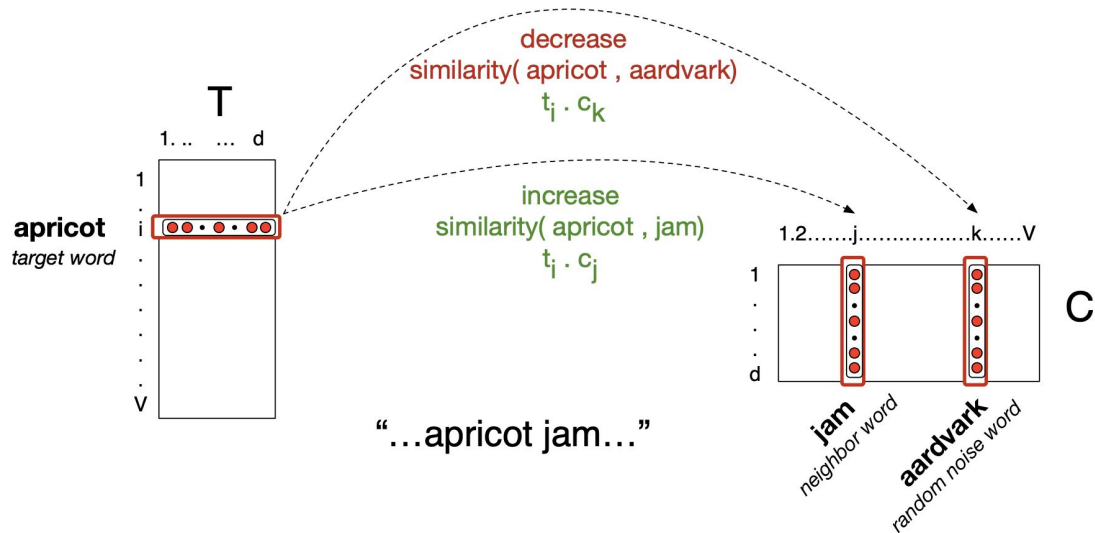 decrease
similarity( apricot , aardvark)
tᵢ . cₖ
T
1. .. … d
1
.
i
.
.
.
.
.
V
apricot
target word
increase
similarity( apricot , jam)
tᵢ . cⱼ
1.2.......j...................k......V
1
.
.
.
d
C
jam
neighbor word
aardvark
random noise word
“…apricot jam…”